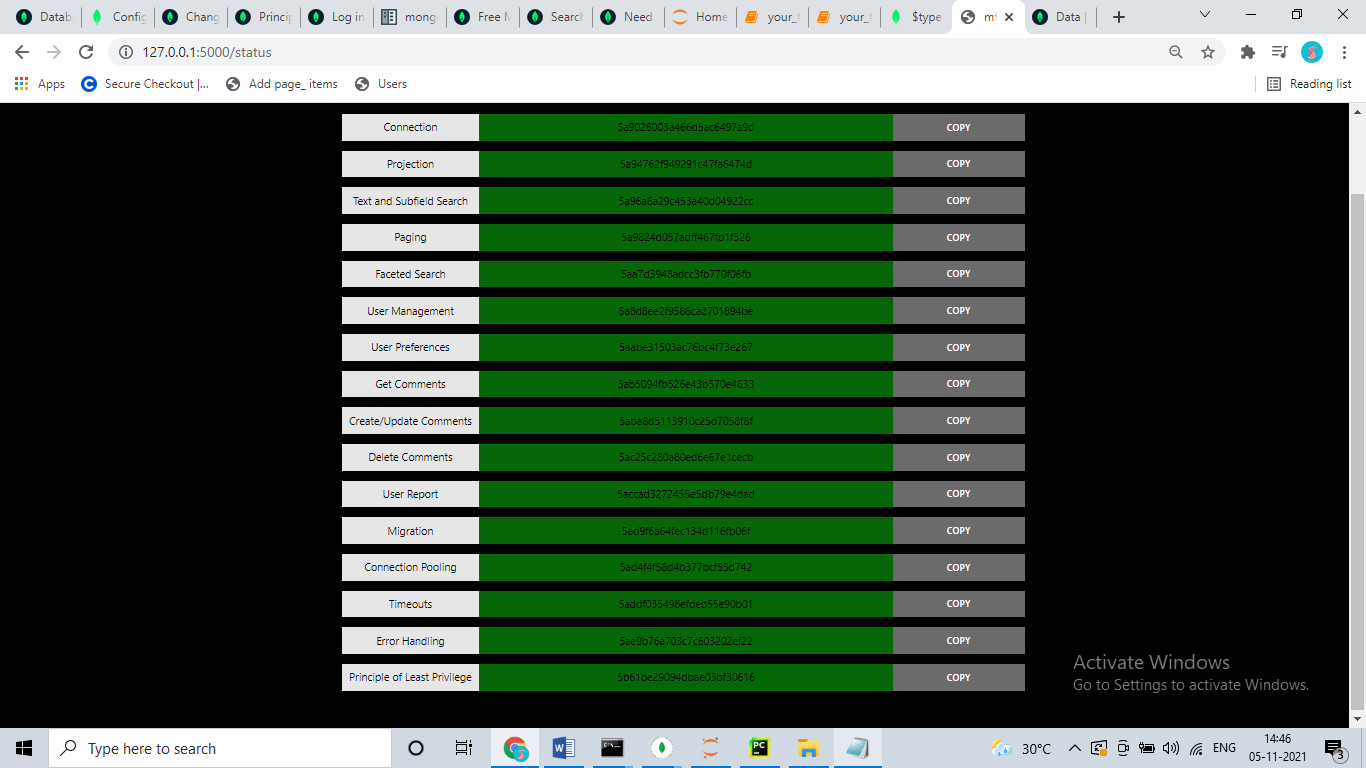 Datab
Config
Chang
Princip
Log in
mong
Free M
Search
Need
Home
your_f
your_f
$type
mf
Data |
127.0.0.1:5000/status
Apps
Secure Checkout |...
Add page_ items
Users
Reading list
Connection 5a9026003a466d5ac6497a9d COPY
Projection 5a94762f949291c47fa6474d COPY
Text and Subfield Search 5a96a6a29c453a40d04922cc COPY
Paging 5a9824d057adff467fb1f526 COPY
Faceted Search 5aa7d3948adcc3fb770f06fb COPY
User Management 5a8d8ee2f9588ca2701894be COPY
User Preferences 5aabe31503ac76bc4f73e267 COPY
Get Comments 5ab5094fb526e43b570e4633 COPY
Create/Update Comments 5aba8d5113910c25d7058f8f COPY
Delete Comments 5ac25c280a80ed6e67e1cecb COPY
User Report 5accad3272455e5db79e4dad COPY
Migration 5ad9f6a64fec134d116fb06f COPY
Connection Pooling 5ad4f4f58d4b377bcf55d742 COPY
Timeouts 5addf035498efdeb55e90b01 COPY
Error Handling 5ae9b76a703c7c603202ef22 COPY
Principle of Least Privilege 5b61be29094dbae03bf30616 COPY
Activate Windows
Go to Settings to activate Windows.
Type here to search
30°C
ENG
14:46
05-11-2021
3